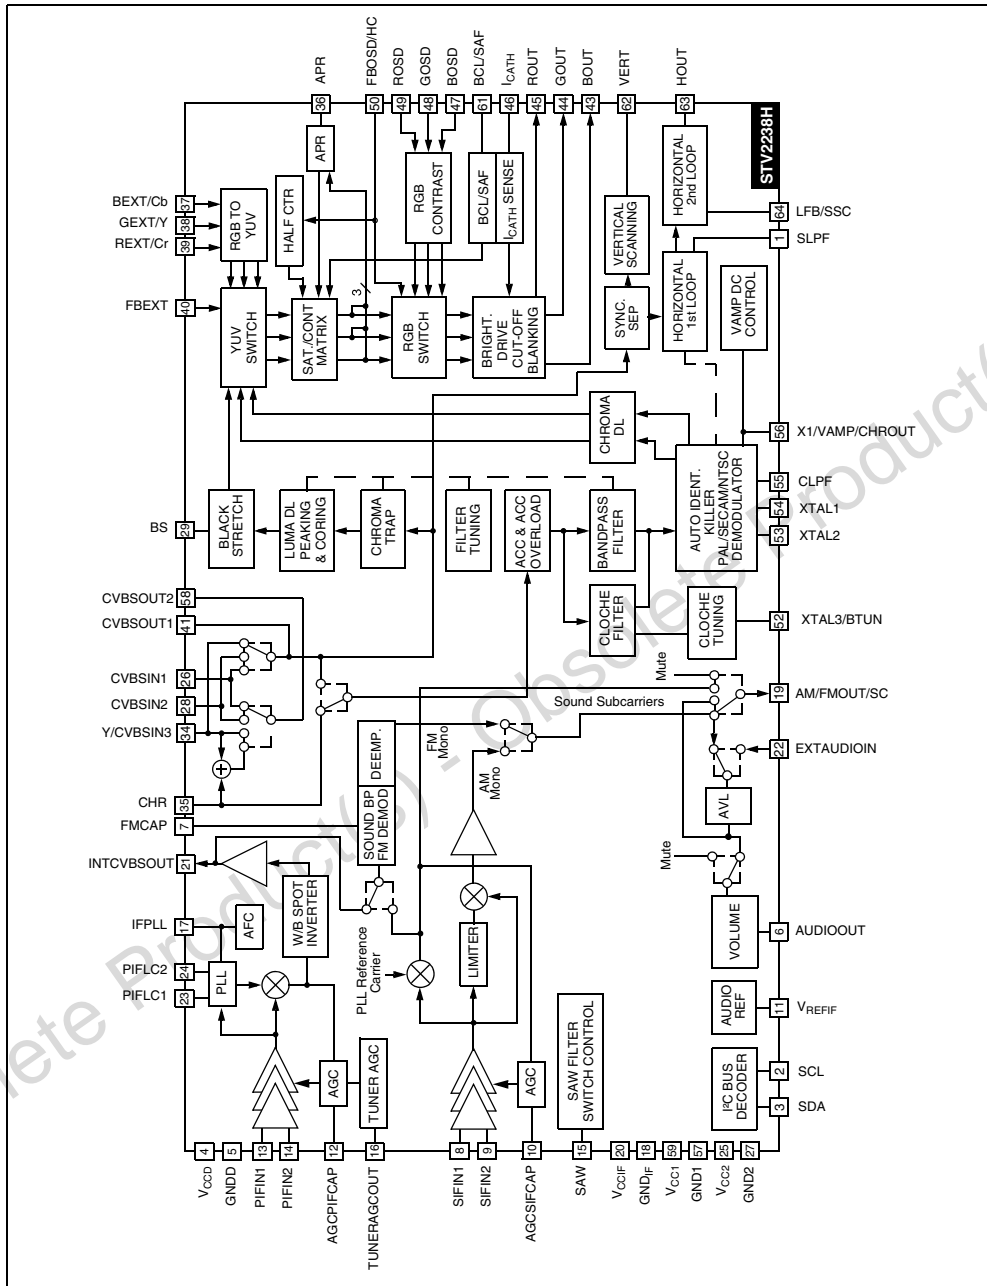 APR
FBOSD/HC
ROSD
GOSD
BOSD
BCL/SAF
ICATH
ROUT
GOUT
BOUT
VERT
HOUT
36
50
49
48
47
61
46
45
44
43
62
63
STV2238H
BEXT/Cb
37
GEXT/Y
38
REXT/Cr
39
FBEXT
40
RGB TO
YUV
HALF CTR
APR
RGB
CONTRAST
BCL/SAF
ICATH SENSE
VERTICAL
SCANNING
HORIZONTAL
2nd LOOP
64
LFB/SSC
1
SLPF
YUV
SWITCH
SAT./CONT
MATRIX
3
RGB
SWITCH
BRIGHT.
DRIVE
CUT-OFF
BLANKING
SYNC.
SEP
HORIZONTAL
1st LOOP
VAMP DC
CONTROL
CHROMA
DL
56
X1/VAMP/CHROUT
55
CLPF
54
XTAL1
53
XTAL2
BS
29
BLACK
STRETCH
LUMA DL
PEAKING
& CORING
CHROMA
TRAP
FILTER
TUNING
ACC & ACC
OVERLOAD
BANDPASS
FILTER
AUTO IDENT.
KILLER
PAL/SECAM/NTSC
DEMODULATOR
CLOCHE
FILTER
CLOCHE
TUNING
52
XTAL3/BTUN
CVBSOUT2
58
CVBSOUT1
41
CVBSIN1
26
CVBSIN2
28
Y/CVBSIN3
34
CHR
35
FMCAP
7
INTCVBSOUT
21
Mute
Sound Subcarriers
19
AM/FMOUT/SC
22
EXTAUDIOIN
FM
Mono
AM
Mono
DEEMP.
SOUND BP
FM DEMOD
AVL
Mute
VOLUME
6
AUDIOOUT
IFPLL
17
AFC
W/B SPOT
INVERTER
PIFLC2
24
PIFLC1
23
PLL
PLL Reference
Carrier
LIMITER
AUDIO
REF
11
VREFIF
AGC
TUNER AGC
AGC
SAW FILTER
SWITCH CONTROL
I²C BUS
DECODER
2
SCL
3
SDA
4
5
13
14
12
16
8
9
10
15
20
18
59
57
25
27
VCCD
GNDD
PIFIN1
PIFIN2
AGCPIFCAP
TUNERAGCOUT
SIFIN1
SIFIN2
AGCSIFCAP
SAW
VCCIF
GNDIF
VCC1
GND1
VCC2
GND2
lete Product(s) - Obsolete Product(